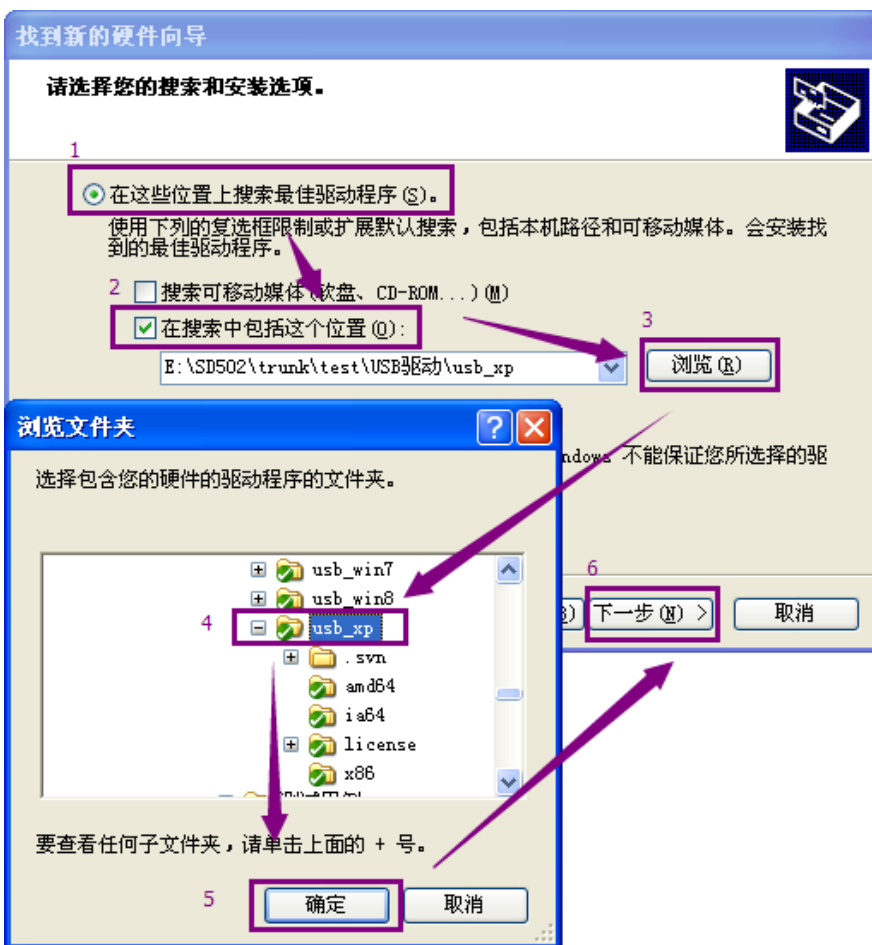 找到新的硬件向导
请选择您的搜索和安装选项。
1
在这些位置上搜索最佳驱动程序(S)。
使用下列的复选框限制或扩展默认搜索，包括本机路径和可移动媒体。会安装找
到的最佳驱动程序。
2
搜索可移动媒体(软盘、CD-ROM...)(M)
在搜索中包括这个位置(O):
3
E:\SD502\trunk\test\USB驱动\usb_xp
浏览(R)
ndows 不能保证您所选择的驱
6
下一步(N) >
取消
浏览文件夹
选择包含您的硬件的驱动程序的文件夹。
usb_win7
usb_win8
4
usb_xp
.svn
amd64
ia64
license
x86
要查看任何子文件夹，请单击上面的 + 号。
5
确定
取消